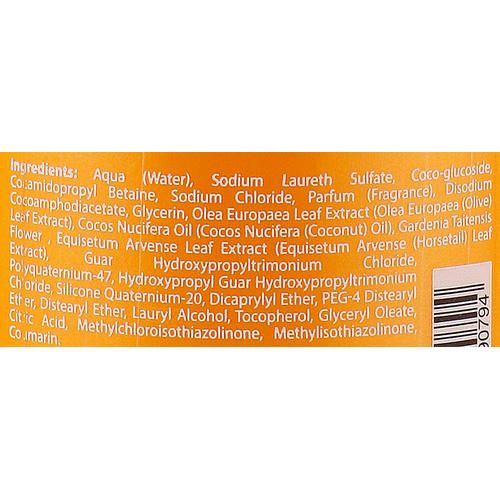 Ingredients: Aqua (Water), Sodium Laureth Sulfate, Coco-glucoside,
Cocamidopropyl Betaine, Sodium Chloride, Parfum (Fragrance), Disodium
Cocoamphodiacetate, Glycerin, Olea Europaea Leaf Extract (Olea Europaea (Olive)
Leaf Extract), Cocos Nucifera Oil (Cocos Nucifera (Coconut) Oil), Gardenia Taitensis
Flower , Equisetum Arvense Leaf Extract (Equisetum Arvense (Horsetail) Leaf
Extract), Guar Hydroxypropyltrimonium Chloride,
Polyquaternium-47, Hydroxypropyl Guar Hydroxypropyltrimonium
Chloride, Silicone Quaternium-20, Dicaprylyl Ether, PEG-4 Distearyl
Ether, Distearyl Ether, Lauryl Alcohol, Tocopherol, Glyceryl Oleate,
Citric Acid, Methylchloroisothiazolinone, Methylisothiazolinone,
Coumarin.
90794